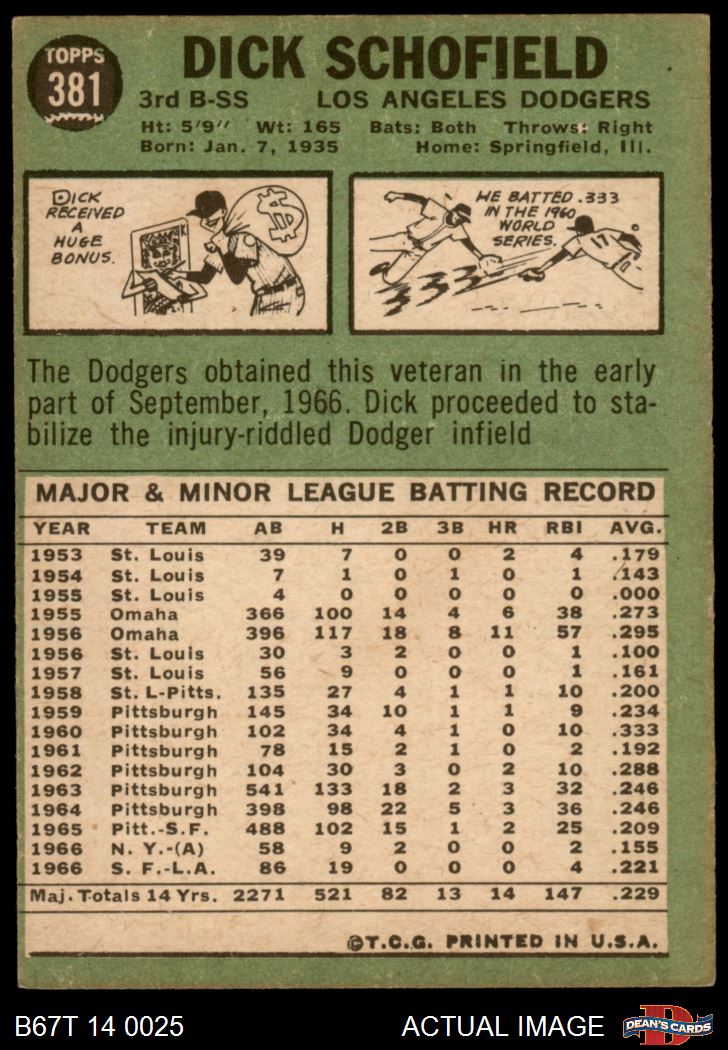 TOPPS
381
DICK SCHOFIELD
3rd B-SS LOS ANGELES DODGERS
Ht: 5'9" Wt: 165 Bats: Both Throws: Right
Born: Jan. 7, 1935 Home: Springfield, Ill.
DICK
RECEIVED
A
HUGE
BONUS.
$
K
HE BATTED .333
IN THE 1960
WORLD
SERIES.
17
The Dodgers obtained this veteran in the early
part of September, 1966. Dick proceeded to sta-
bilize the injury-riddled Dodger infield
MAJOR & MINOR LEAGUE BATTING RECORD
YEAR TEAM AB H 2B 3B HR RBI AVG.
1953 St. Louis 39 7 0 0 2 4 .179
1954 St. Louis 7 1 0 1 0 1 .143
1955 St. Louis 4 0 0 0 0 0 .000
1955 Omaha 366 100 14 4 6 38 .273
1956 Omaha 396 117 18 8 11 57 .295
1956 St. Louis 30 3 2 0 0 1 .100
1957 St. Louis 56 9 0 0 0 1 .161
1958 St. L-Pitts. 135 27 4 1 1 10 .200
1959 Pittsburgh 145 34 10 1 1 9 .234
1960 Pittsburgh 102 34 4 1 0 10 .333
1961 Pittsburgh 78 15 2 1 0 2 .192
1962 Pittsburgh 104 30 3 0 2 10 .288
1963 Pittsburgh 541 133 18 2 3 32 .246
1964 Pittsburgh 398 98 22 5 3 36 .246
1965 Pitt.-S.F. 488 102 15 1 2 25 .209
1966 N. Y.-(A) 58 9 2 0 0 2 .155
1966 S. F.-L.A. 86 19 0 0 0 4 .221
Maj. Totals 14 Yrs. 2271 521 82 13 14 147 .229
©T.C.G. PRINTED IN U.S.A.
B67T 14 0025 ACTUAL IMAGE
D
DEAN'S CARDS